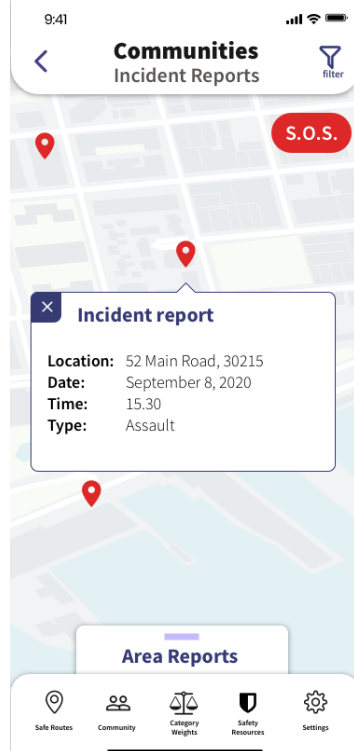 9:41
Communities
Incident Reports
filter
S.O.S.
Incident report
Location: 52 Main Road, 30215
Date: September 8, 2020
Time: 15.30
Type: Assault
Area Reports
Safe Routes
Community
Category
Weights
Safety
Resources
Settings